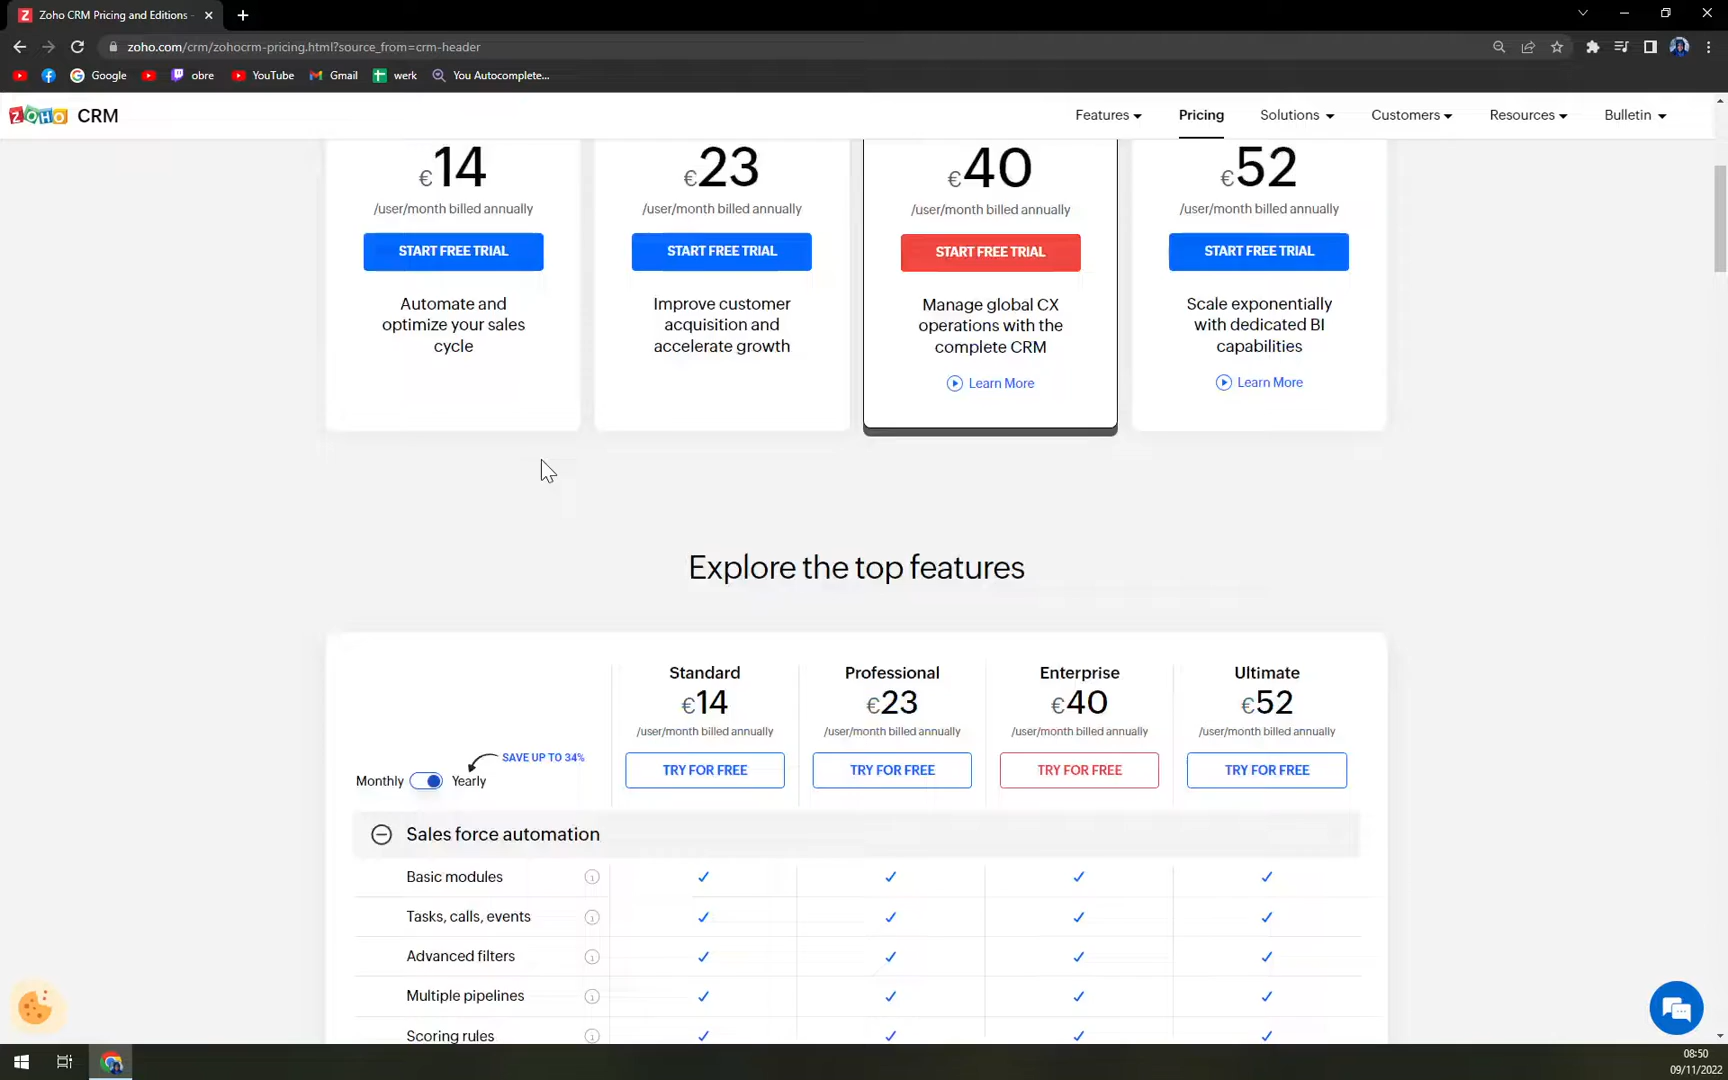 Zoho CRM Pricing and Editions -
zoho.com/crm/zohocrm-pricing.html?source_from=crm-header
Google
obre
YouTube
Gmail
werk
You Autocomplete...
ZOHO CRM
Features
Pricing
Solutions
Customers
Resources
Bulletin
€14
/user/month billed annually
START FREE TRIAL
Automate and
optimize your sales
cycle
€23
/user/month billed annually
START FREE TRIAL
Improve customer
acquisition and
accelerate growth
€40
/user/month billed annually
START FREE TRIAL
Manage global CX
operations with the
complete CRM
Learn More
€52
/user/month billed annually
START FREE TRIAL
Scale exponentially
with dedicated BI
capabilities
Learn More
Explore the top features
Standard
€14
/user/month billed annually
TRY FOR FREE
Professional
€23
/user/month billed annually
TRY FOR FREE
Enterprise
€40
/user/month billed annually
TRY FOR FREE
Ultimate
€52
/user/month billed annually
TRY FOR FREE
SAVE UP TO 34%
Monthly Yearly
Sales force automation
Basic modules
Tasks, calls, events
Advanced filters
Multiple pipelines
Scoring rules
08:50
09/11/2022